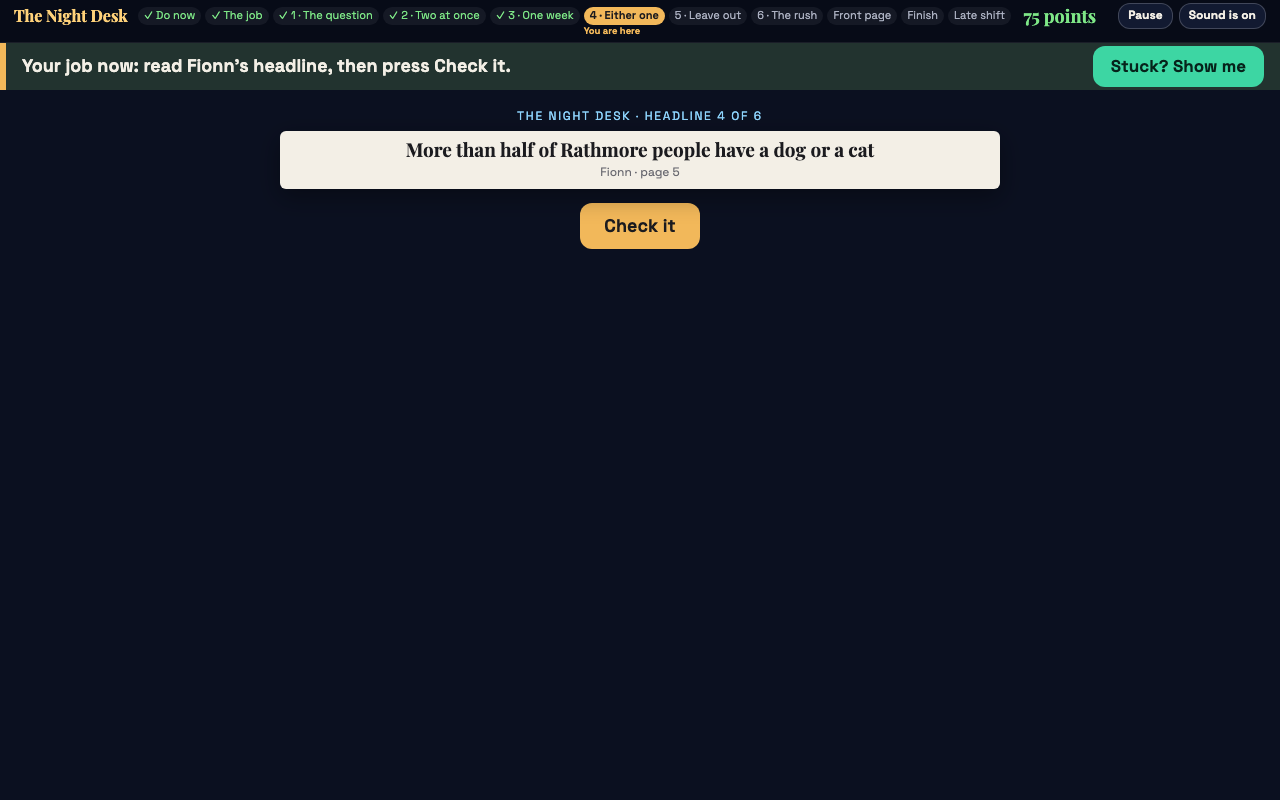 The Night Desk
✓ Do now
✓ The job
✓ 1 · The question
✓ 2 · Two at once
✓ 3 · One week
4 · Either one
5 · Leave out
6 · The rush
Front page
Finish
Late shift
75 points
Pause
Sound is on
You are here
Your job now: read Fionn's headline, then press Check it.
Stuck? Show me
THE NIGHT DESK · HEADLINE 4 OF 6
More than half of Rathmore people have a dog or a cat
Fionn · page 5
Check it